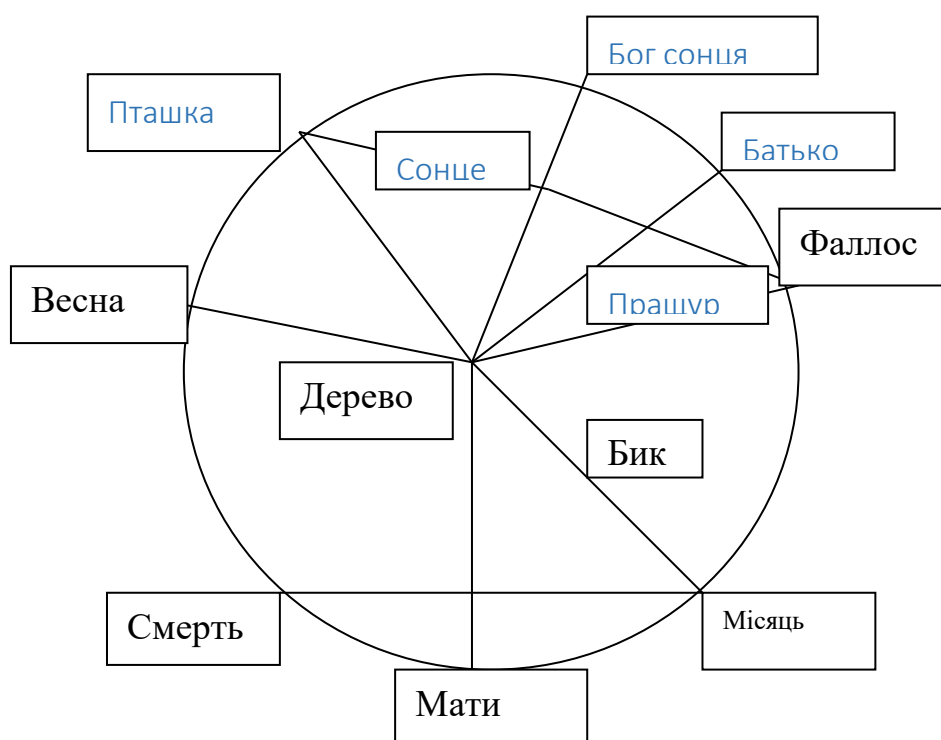 Бог сонця
Пташка
Батько
Сонце
Фаллос
Пращур
Весна
Дерево
Бик
Смерть
Місяць
Мати